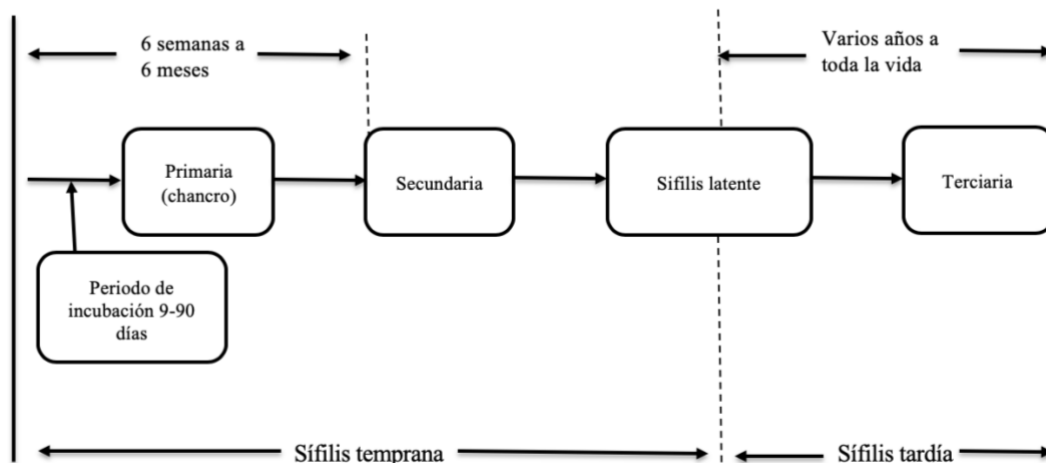 6 semanas a
6 meses
Varios años a
toda la vida
Primaria
(chancro)
Secundaria
Sífilis latente
Terciaria
Periodo de
incubación 9-90
días
Sífilis temprana
Sífilis tardía